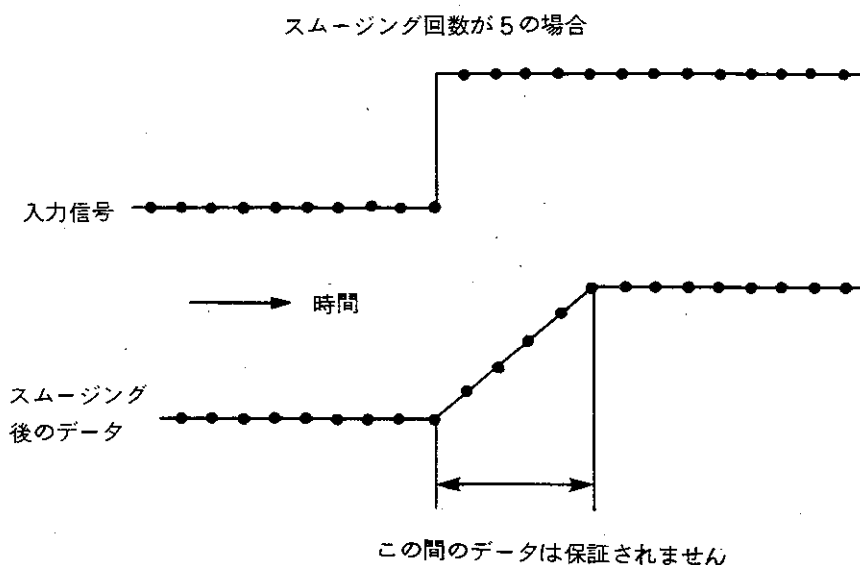 スムージング回数が5の場合
入力信号
時間
スムージング
後のデータ
この間のデータは保証されません